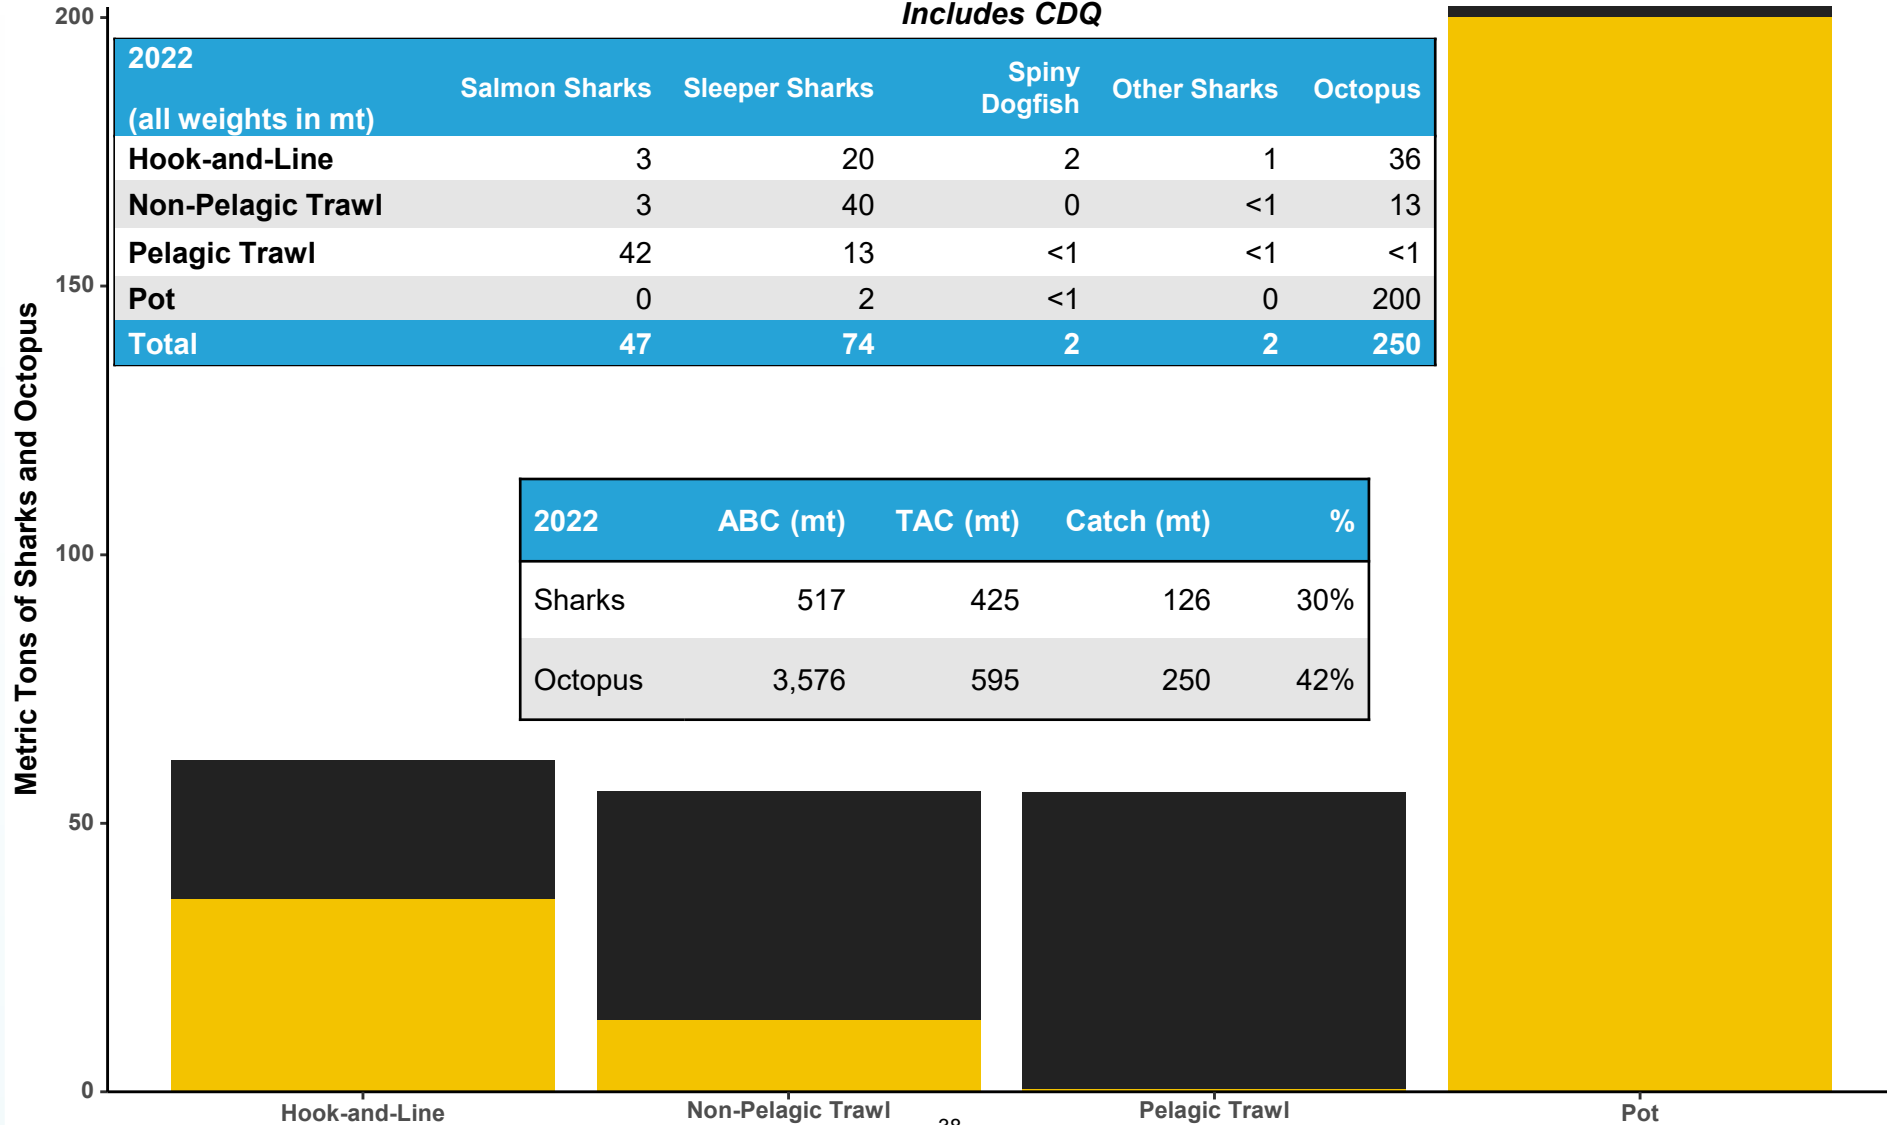 Includes CDQ
200
150
100
50
0
Metric Tons of Sharks and Octopus
2022
(all weights in mt) Salmon Sharks Sleeper Sharks Spiny Dogfish Other Sharks Octopus
Hook-and-Line 3 20 2 1 36
Non-Pelagic Trawl 3 40 0 <1 13
Pelagic Trawl 42 13 <1 <1 <1
Pot 0 2 <1 0 200
Total 47 74 2 2 250
2022 ABC (mt) TAC (mt) Catch (mt) %
Sharks 517 425 126 30%
Octopus 3,576 595 250 42%
Hook-and-Line Non-Pelagic Trawl Pelagic Trawl Pot
38